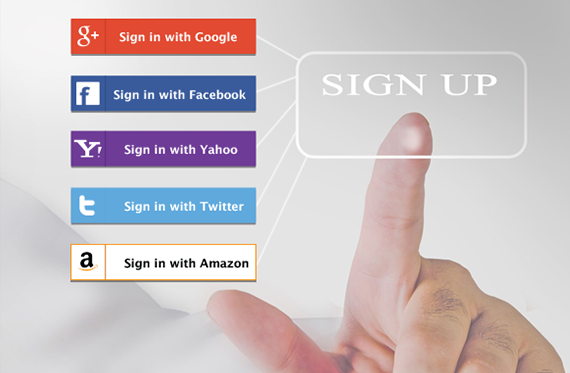 g+ Sign in with Google
f Sign in with Facebook
Y! Sign in with Yahoo
t Sign in with Twitter
a Sign in with Amazon
SIGN UP